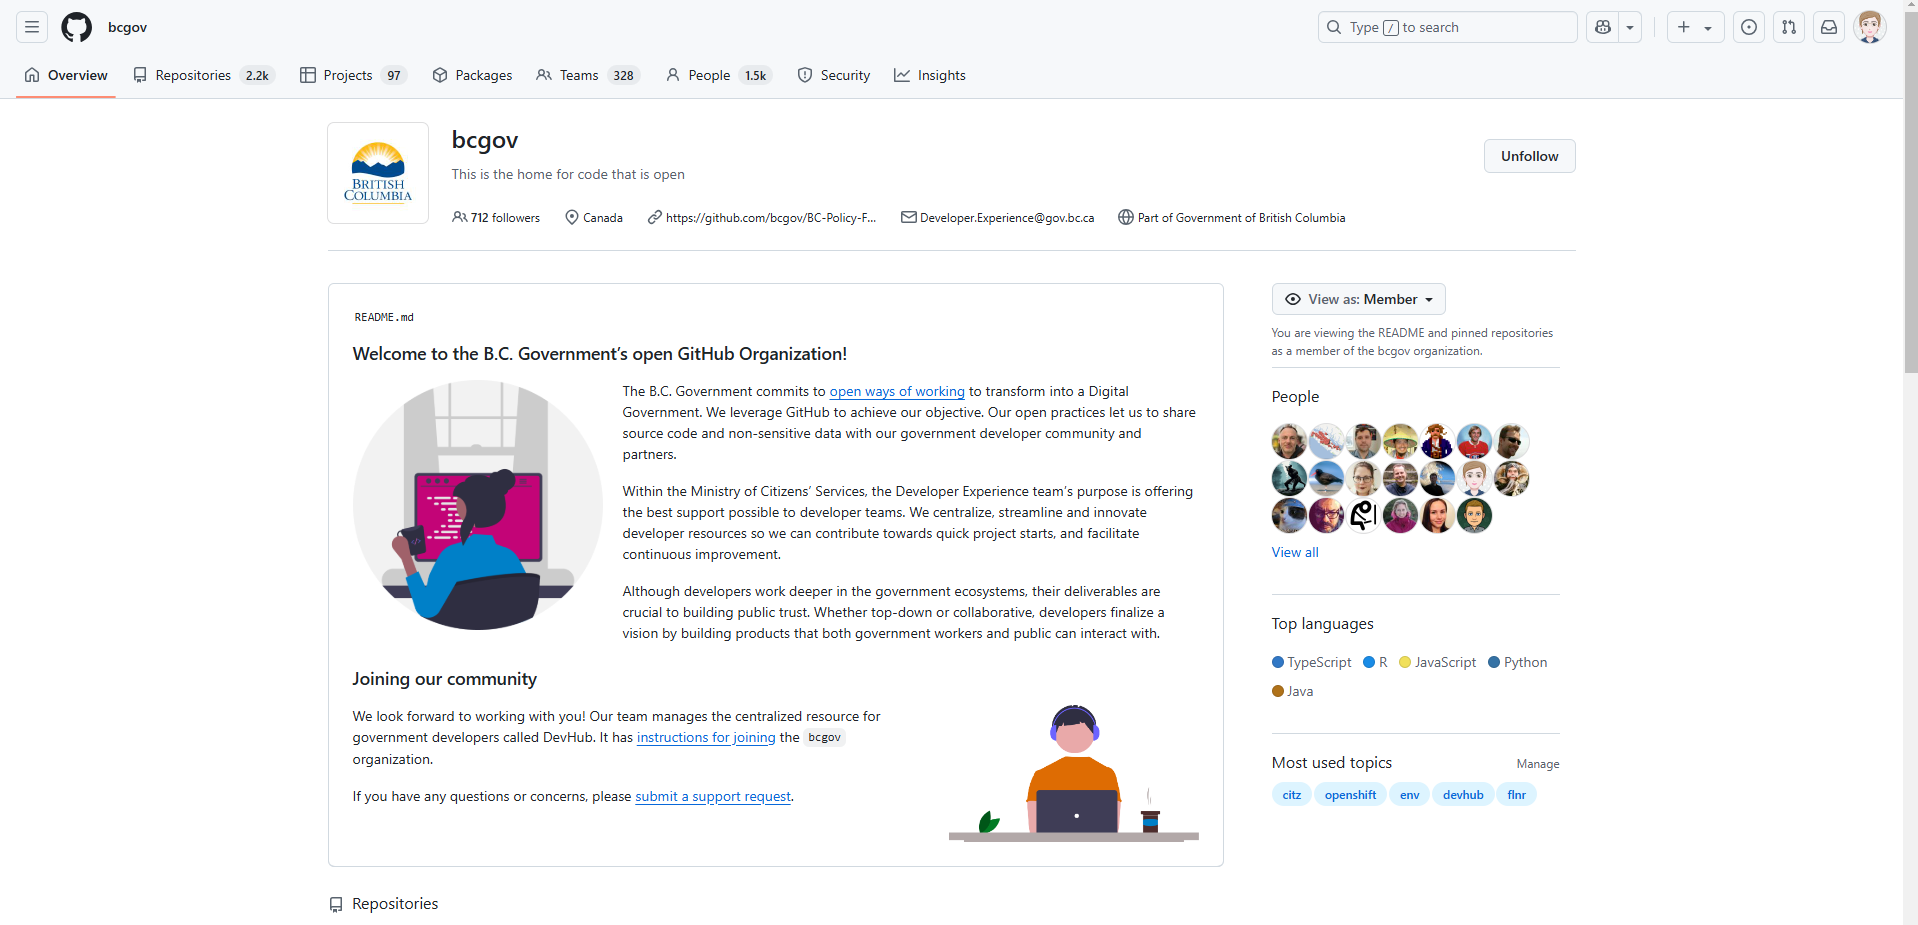 bcgov
Type / to search
Overview
Repositories 2.2k
Projects 97
Packages
Teams 328
People 1.5k
Security
Insights
BRITISH
COLUMBIA
bcgov
This is the home for code that is open
Unfollow
712 followers
Canada
https://github.com/bcgov/BC-Policy-F...
Developer.Experience@gov.bc.ca
Part of Government of British Columbia
README.md
Welcome to the B.C. Government’s open GitHub Organization!
The B.C. Government commits to open ways of working to transform into a Digital
Government. We leverage GitHub to achieve our objective. Our open practices let us to share
source code and non-sensitive data with our government developer community and
partners.
Within the Ministry of Citizens’ Services, the Developer Experience team’s purpose is offering
the best support possible to developer teams. We centralize, streamline and innovate
developer resources so we can contribute towards quick project starts, and facilitate
continuous improvement.
Although developers work deeper in the government ecosystems, their deliverables are
crucial to building public trust. Whether top-down or collaborative, developers finalize a
vision by building products that both government workers and public can interact with.
Joining our community
We look forward to working with you! Our team manages the centralized resource for
government developers called DevHub. It has instructions for joining the bcgov
organization.
If you have any questions or concerns, please submit a support request.
Repositories
View as: Member
You are viewing the README and pinned repositories
as a member of the bcgov organization.
People
View all
Top languages
TypeScript R JavaScript Python
Java
Most used topics
Manage
citz openshift env devhub flnr